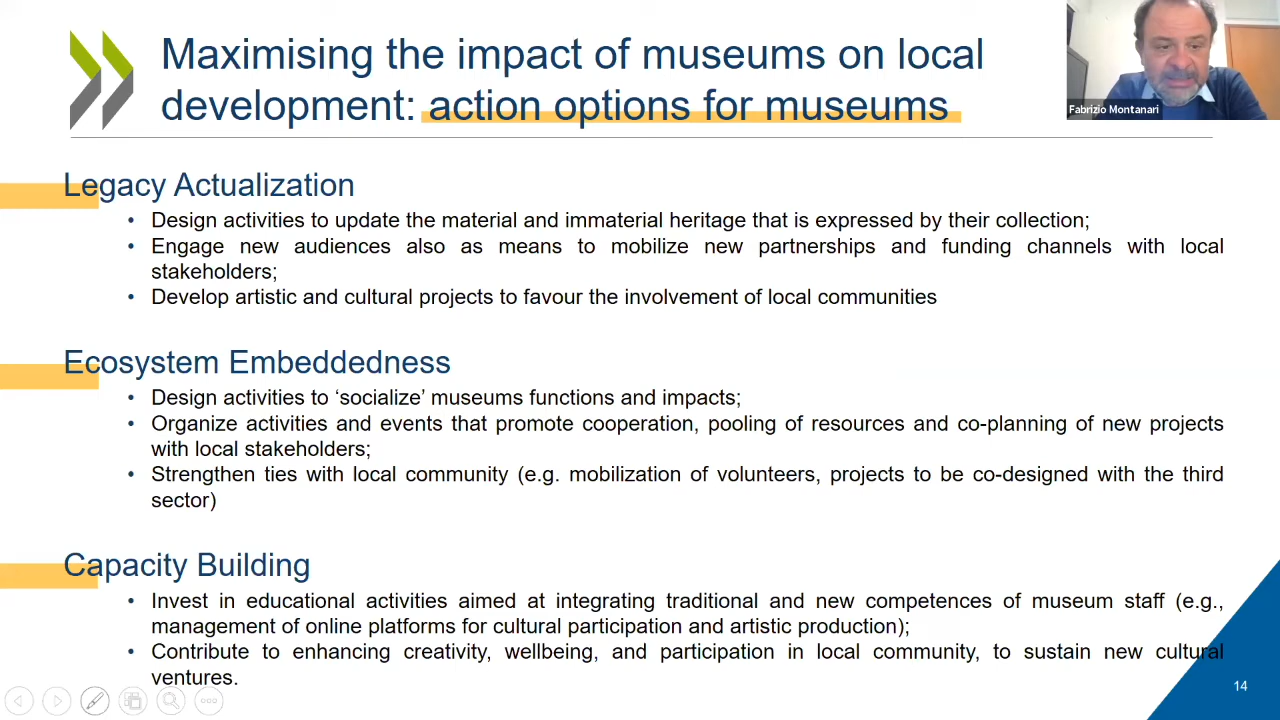 Maximising the impact of museums on local
development: action options for museums
Fabrizio Montanari
Legacy Actualization
• Design activities to update the material and immaterial heritage that is expressed by their collection;
• Engage new audiences also as means to mobilize new partnerships and funding channels with local
stakeholders;
• Develop artistic and cultural projects to favour the involvement of local communities
Ecosystem Embeddedness
• Design activities to ‘socialize’ museums functions and impacts;
• Organize activities and events that promote cooperation, pooling of resources and co-planning of new projects
with local stakeholders;
• Strengthen ties with local community (e.g. mobilization of volunteers, projects to be co-designed with the third
sector)
Capacity Building
• Invest in educational activities aimed at integrating traditional and new competences of museum staff (e.g.,
management of online platforms for cultural participation and artistic production);
• Contribute to enhancing creativity, wellbeing, and participation in local community, to sustain new cultural
ventures.
14